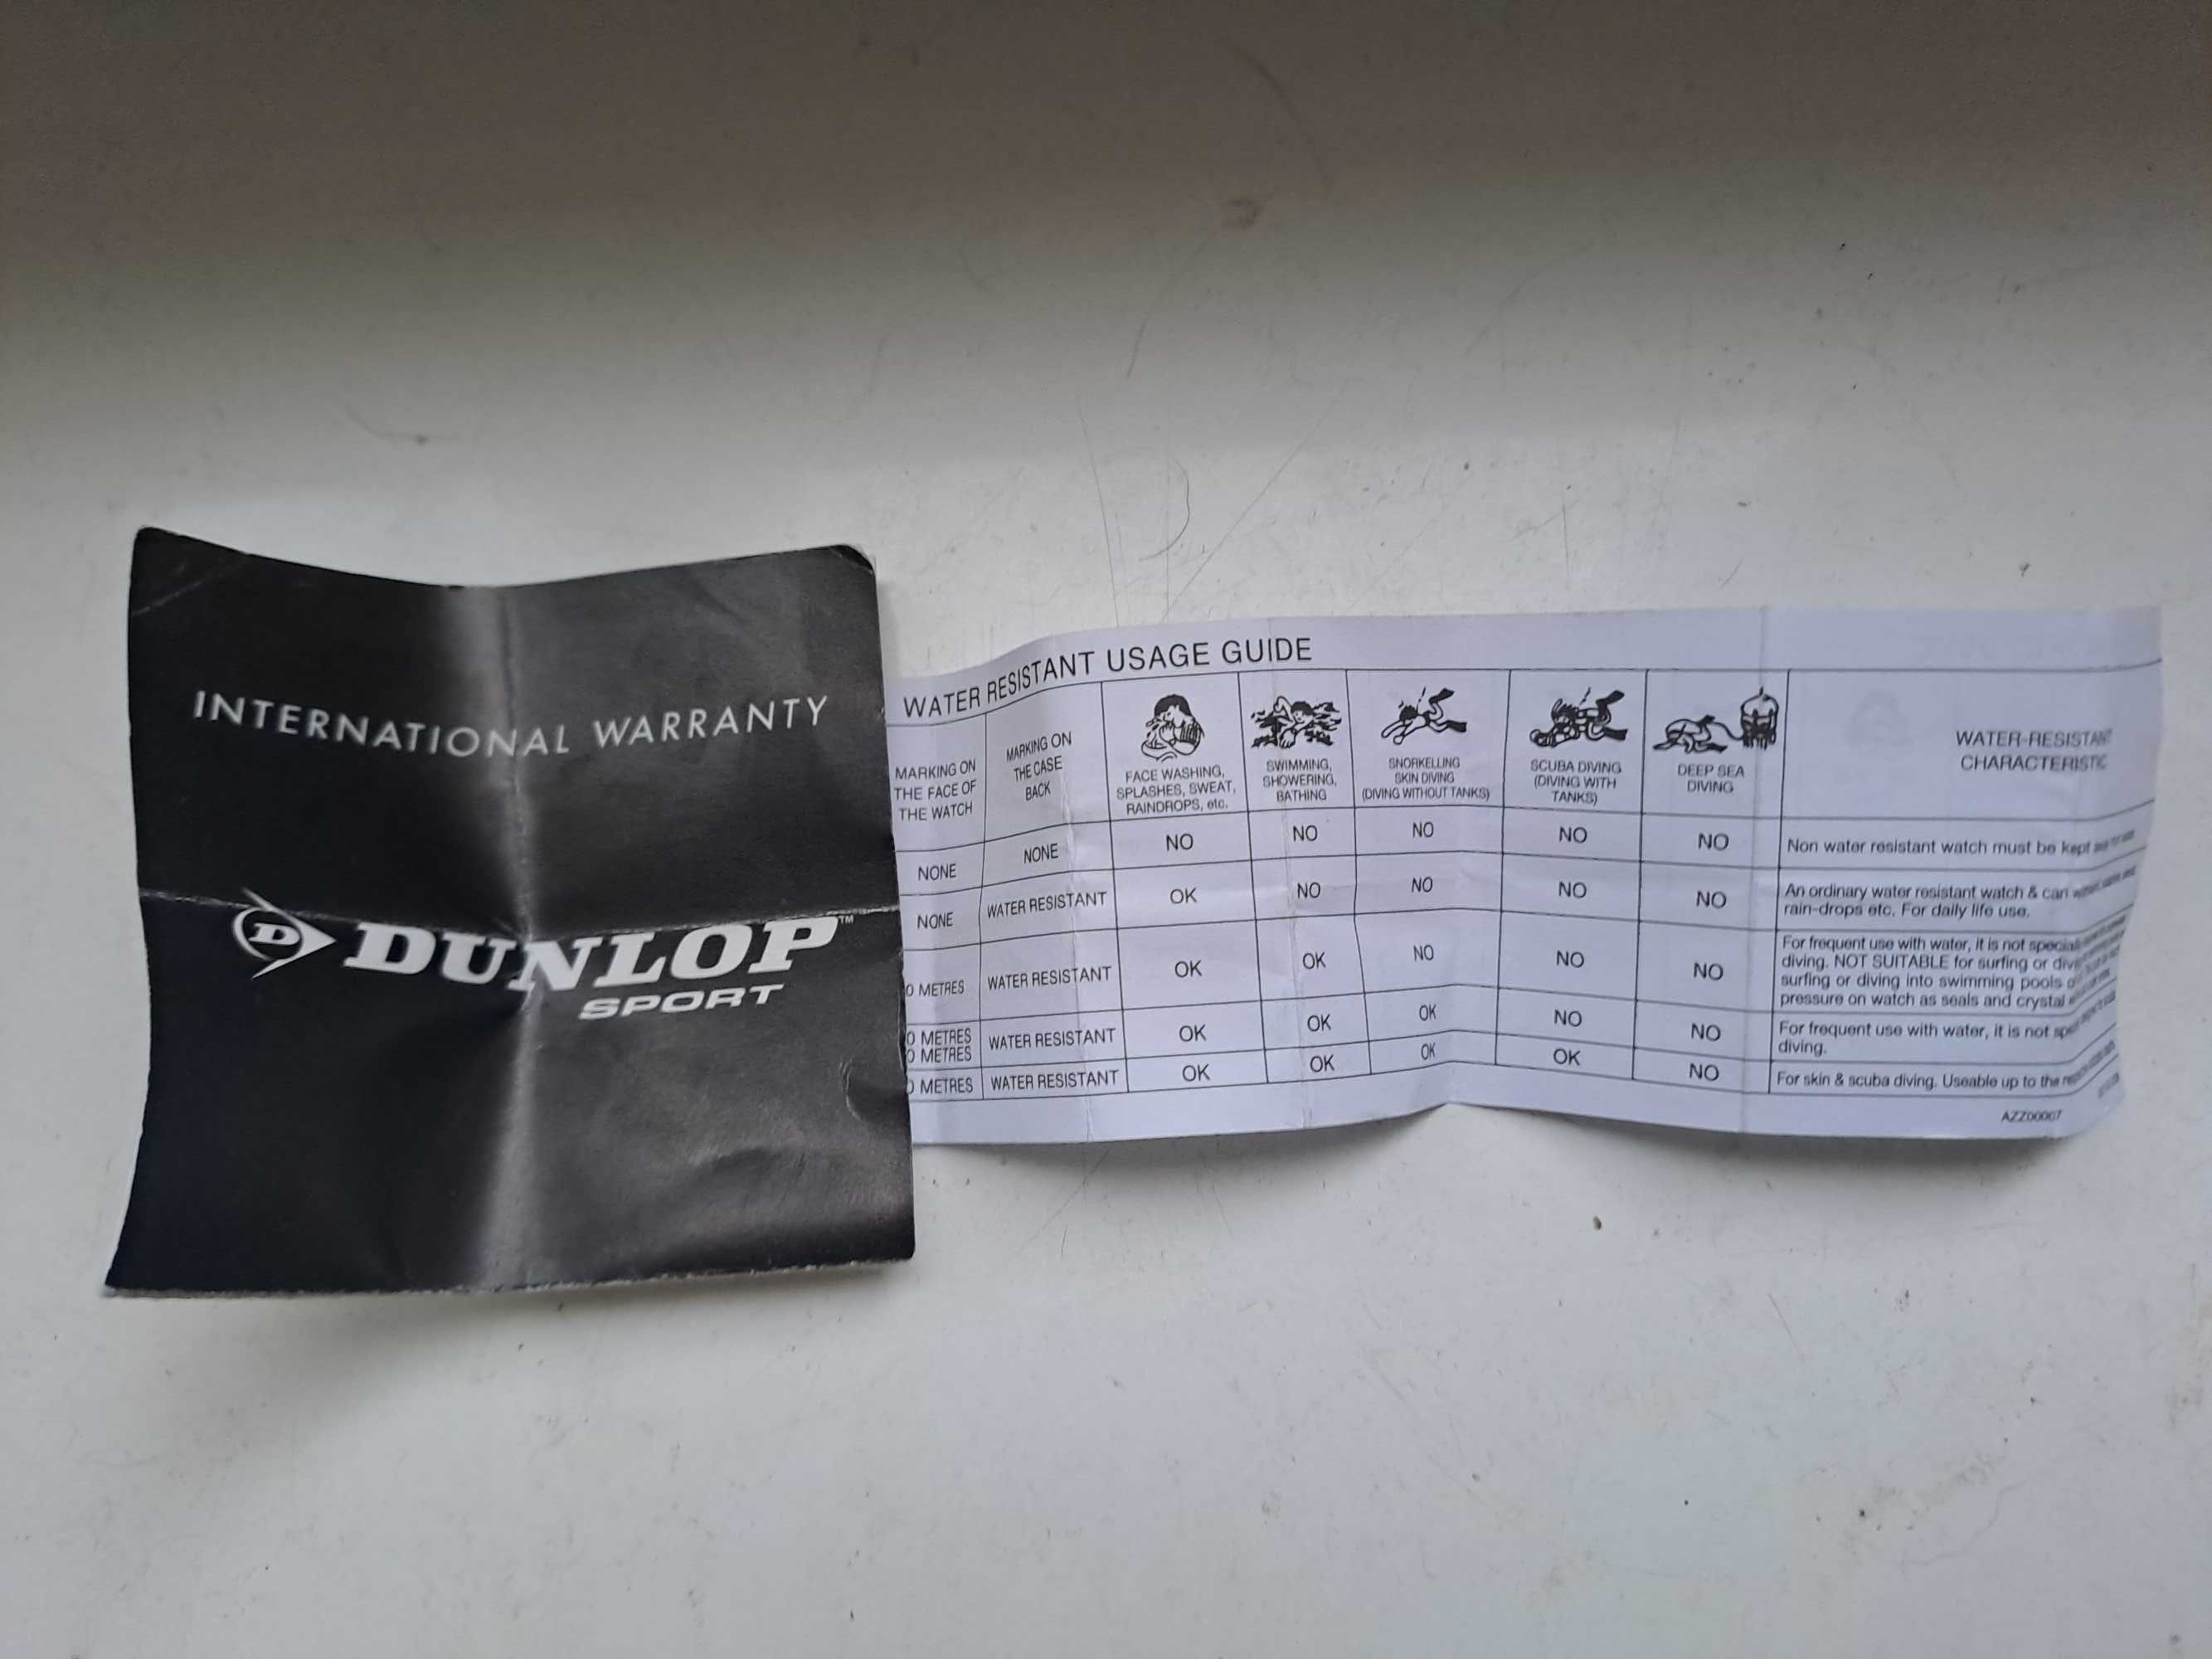 INTERNATIONAL WARRANTY
D DUNLOP™
SPORT
WATER RESISTANT USAGE GUIDE
MARKING ON
THE FACE OF
THE WATCH
MARKING ON
THE CASE
BACK
FACE WASHING,
SPLASHES, SWEAT,
RAINDROPS, etc.
SWIMMING,
SHOWERING,
BATHING
SNORKELLING
SKIN DIVING
(DIVING WITHOUT TANKS)
SCUBA DIVING
(DIVING WITH
TANKS)
DEEP SEA
DIVING
WATER-RESISTANT
CHARACTERISTIC
NONE NONE NO NO NO NO NO Non water resistant watch must be kept
NONE WATER RESISTANT OK NO NO NO NO An ordinary water resistant watch & can
rain-drops etc. For daily life use.
0 METRES WATER RESISTANT OK OK NO NO NO For frequent use with water, it is not
diving. NOT SUITABLE for surfing or
surfing or diving into swimming pools
pressure on watch as seals and crystal
0 METRES
0 METRES WATER RESISTANT OK OK OK NO NO For frequent use with water, it is not
diving.
METRES WATER RESISTANT OK OK OK OK NO For skin & scuba diving. Useable up to the
AZZ00067